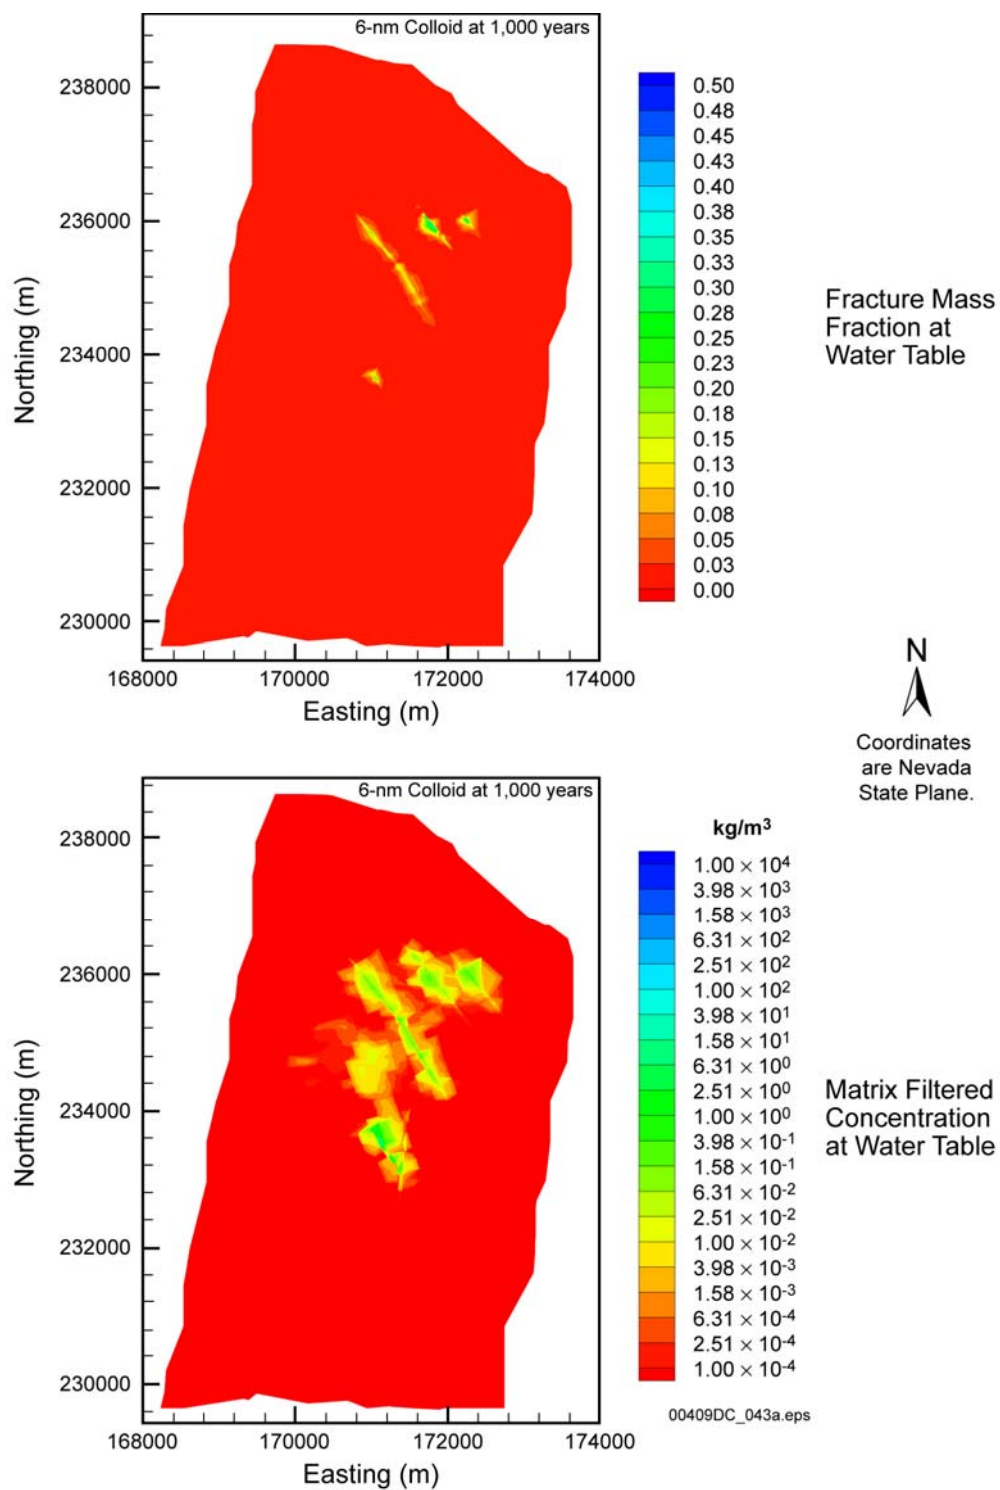 6-nm Colloid at 1,000 years
238000
236000
234000
232000
230000
Northing (m)
168000 170000 172000 174000
Easting (m)
0.50
0.48
0.45
0.43
0.40
0.38
0.35
0.33
0.30
0.28
0.25
0.23
0.20
0.18
0.15
0.13
0.10
0.08
0.05
0.03
0.00
Fracture Mass
Fraction at
Water Table
N
Coordinates
are Nevada
State Plane.
6-nm Colloid at 1,000 years
238000
236000
234000
232000
230000
Northing (m)
168000 170000 172000 174000
Easting (m)
kg/m³
1.00 × 10⁴
3.98 × 10³
1.58 × 10³
6.31 × 10²
2.51 × 10²
1.00 × 10²
3.98 × 10¹
1.58 × 10¹
6.31 × 10⁰
2.51 × 10⁰
1.00 × 10⁰
3.98 × 10⁻¹
1.58 × 10⁻¹
6.31 × 10⁻²
2.51 × 10⁻²
1.00 × 10⁻²
3.98 × 10⁻³
1.58 × 10⁻³
6.31 × 10⁻⁴
2.51 × 10⁻⁴
1.00 × 10⁻⁴
Matrix Filtered
Concentration
at Water Table
00409DC_043a.eps